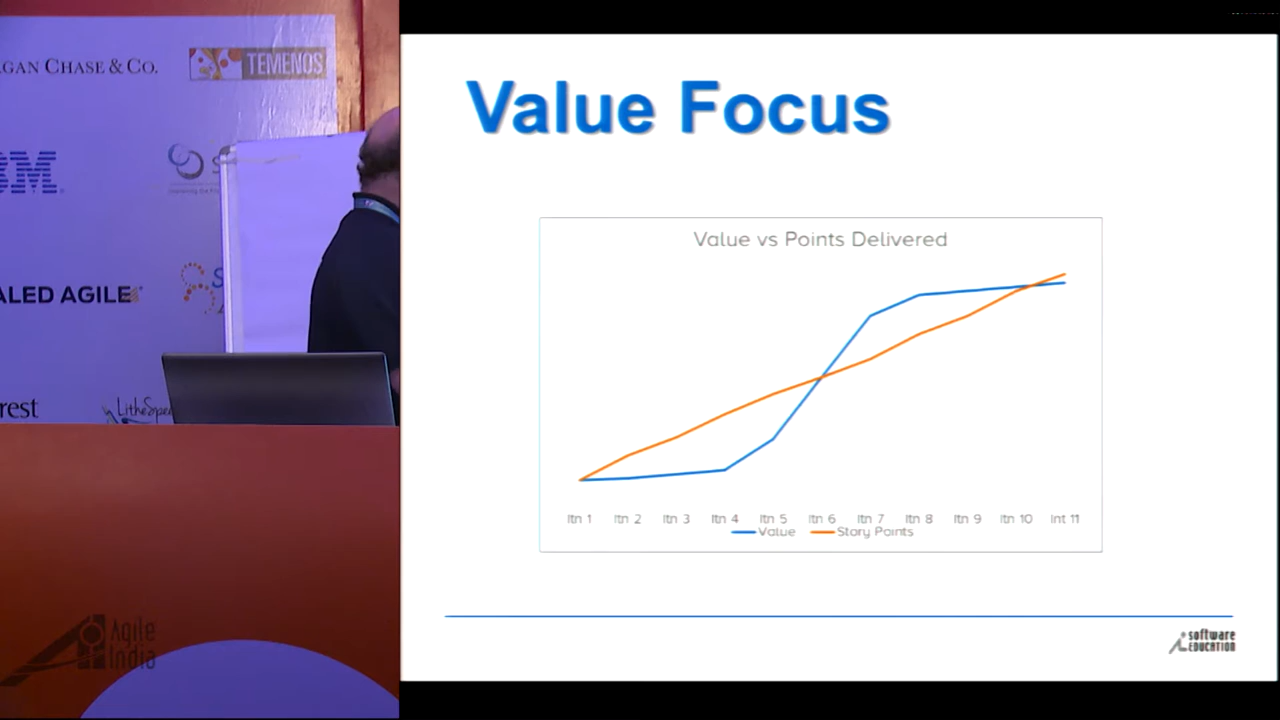 GAN CHASE & CO.
TEMENOS
BM
ALED AGILE
rest
LitheSpe
Agile
India
Value Focus
Value vs Points Delivered
Itn 1 Itn 2 Itn 3 Itn 4 Itn 5 Itn 6 Itn 7 Itn 8 Itn 9 Itn 10 Int 11
Value Story Points
software
EDUCATION